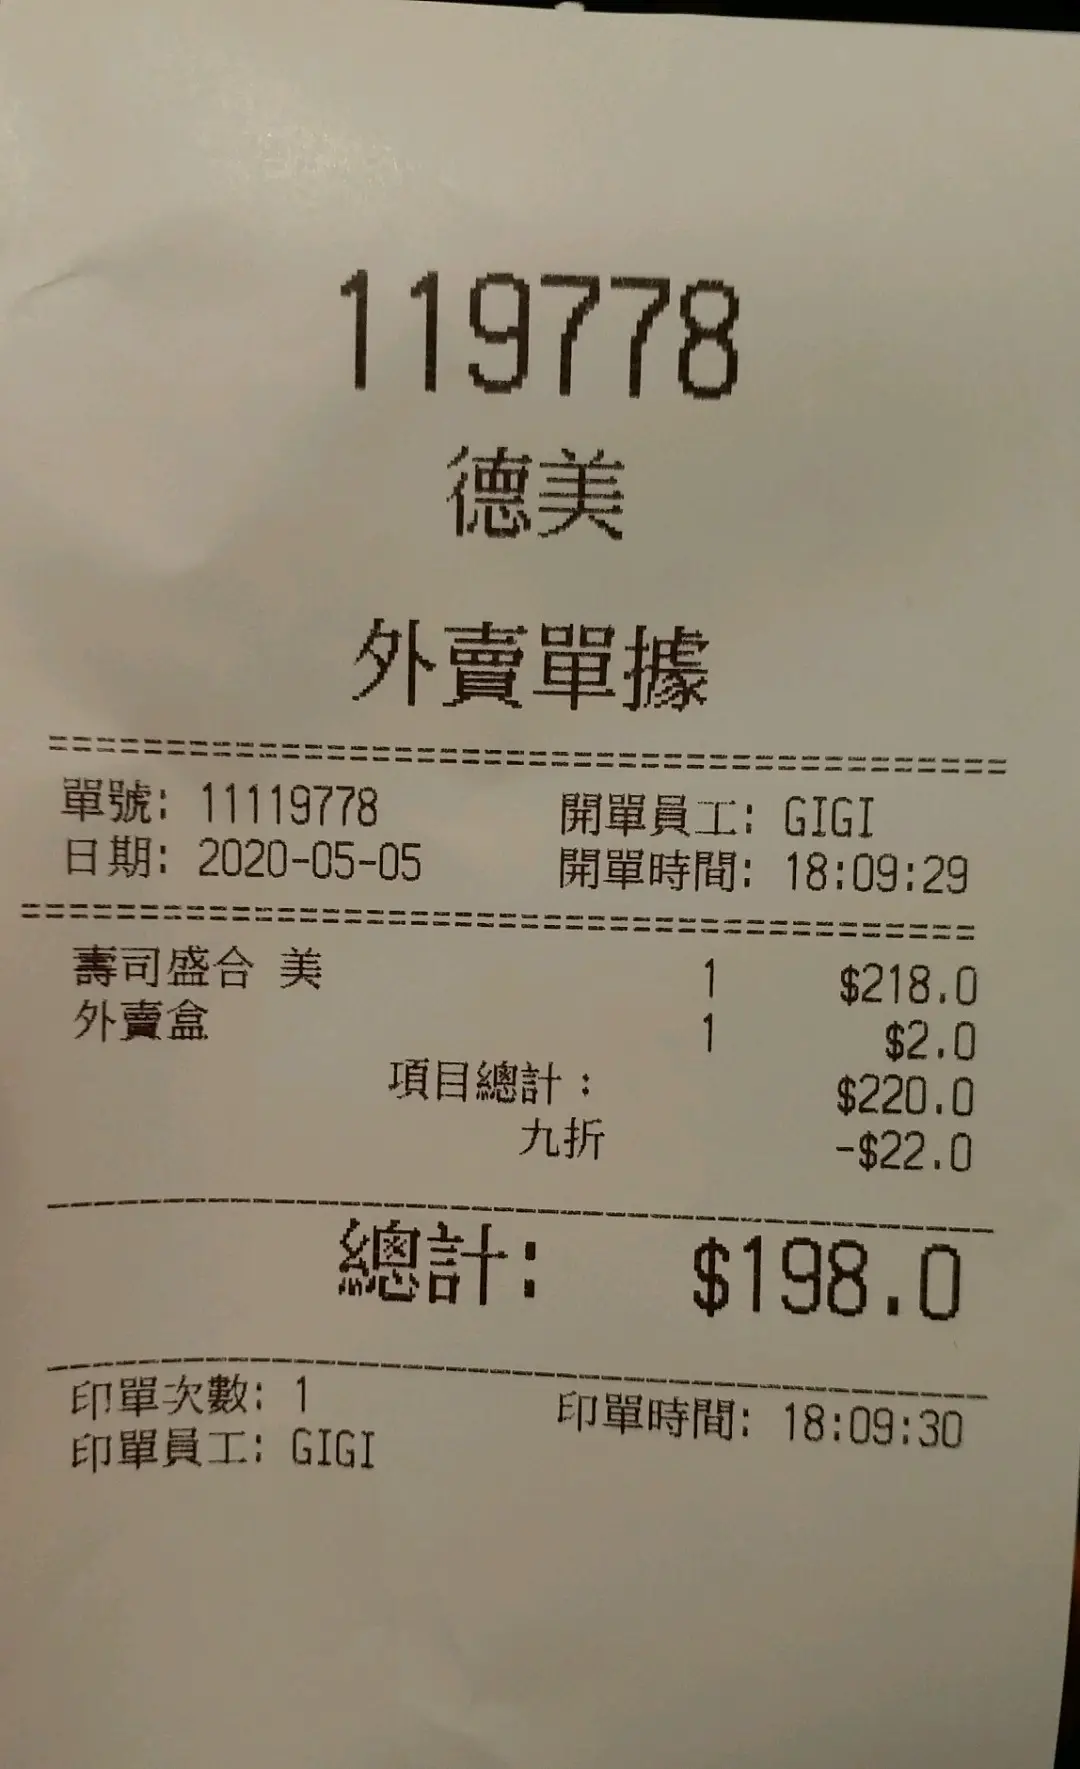 119778
德美
外賣單據
單號: 11119778 開單員工: GIGI
日期: 2020-05-05 開單時間: 18:09:29
壽司盛合 美 1 $218.0
外賣盒 1 $2.0
項目總計： $220.0
九折 -$22.0
總計: $198.0
印單次數: 1 印單時間: 18:09:30
印單員工: GIGI